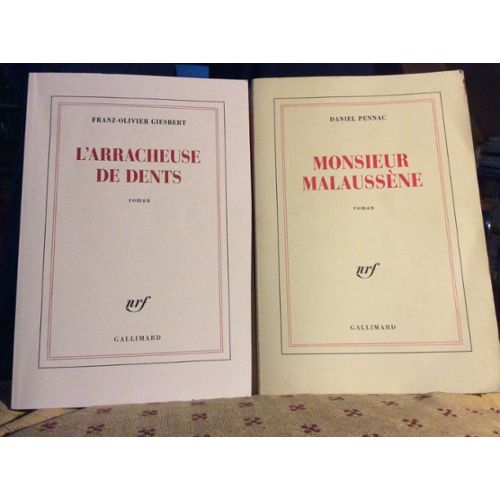 FRANZ-OLIVIER GIESBERT
L'ARRACHEUSE
DE DENTS
roman
nrf
GALLIMARD
DANIEL PENNAC
MONSIEUR
MALAUSSÈNE
roman
nrf
GALLIMARD